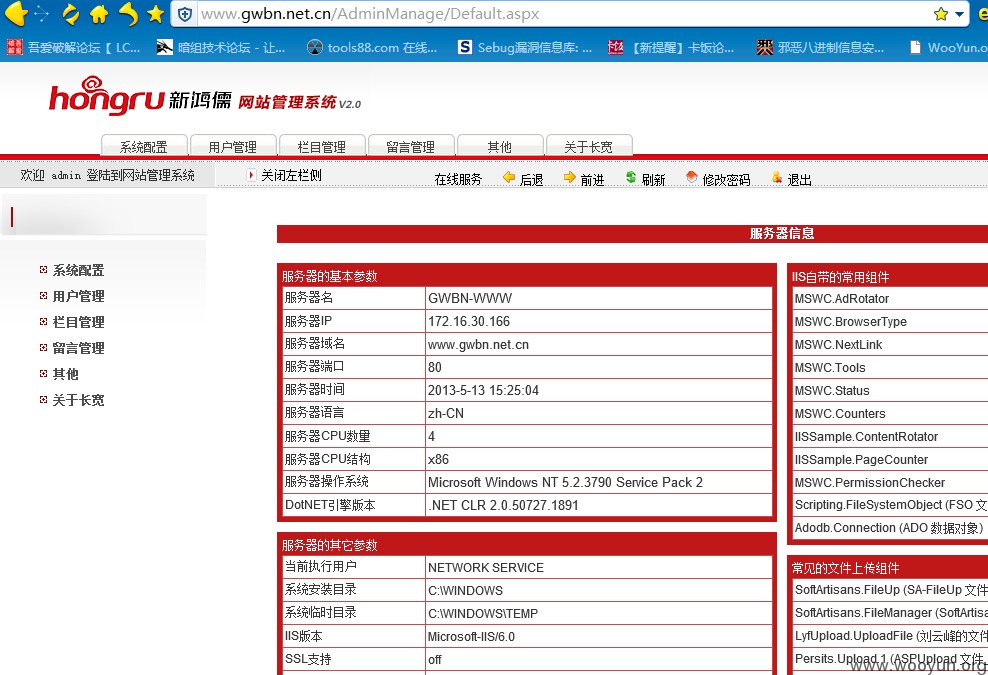 www.gwbn.net.cn/AdminManage/Default.aspx
吾爱破解论坛【 LC... 暗组技术论坛 - 让... tools88.com 在线... Sebug漏洞信息库: ... 【新提醒】卡饭论... 邪恶八进制信息安... WooYun.o
hongru 新鸿儒 网站管理系统 V2.0
系统配置 用户管理 栏目管理 留言管理 其他 关于长宽
欢迎 admin 登陆到网站管理系统 关闭左栏侧 在线服务 后退 前进 刷新 修改密码 退出
系统配置
用户管理
栏目管理
留言管理
其他
关于长宽
服务器信息
服务器的基本参数
服务器名 GWBN-WWW
服务器IP 172.16.30.166
服务器域名 www.gwbn.net.cn
服务器端口 80
服务器时间 2013-5-13 15:25:04
服务器语言 zh-CN
服务器CPU数量 4
服务器CPU结构 x86
服务器操作系统 Microsoft Windows NT 5.2.3790 Service Pack 2
DotNET引擎版本 .NET CLR 2.0.50727.1891
服务器的其它参数
当前执行用户 NETWORK SERVICE
系统安装目录 C:\WINDOWS
系统临时目录 C:\WINDOWS\TEMP
IIS版本 Microsoft-IIS/6.0
SSL支持 off
IIS自带的常用组件
MSWC.AdRotator
MSWC.BrowserType
MSWC.NextLink
MSWC.Tools
MSWC.Status
MSWC.Counters
IISSample.ContentRotator
IISSample.PageCounter
MSWC.PermissionChecker
Scripting.FileSystemObject (FSO 文
Adodb.Connection (ADO 数据对象)
常见的文件上传组件
SoftArtisans.FileUp (SA-FileUp 文件
SoftArtisans.FileManager (SoftArtisa
LyfUpload.UploadFile (刘云峰的文件
Persits.Upload.1 (ASPUpload 文件
www.wooyun.org